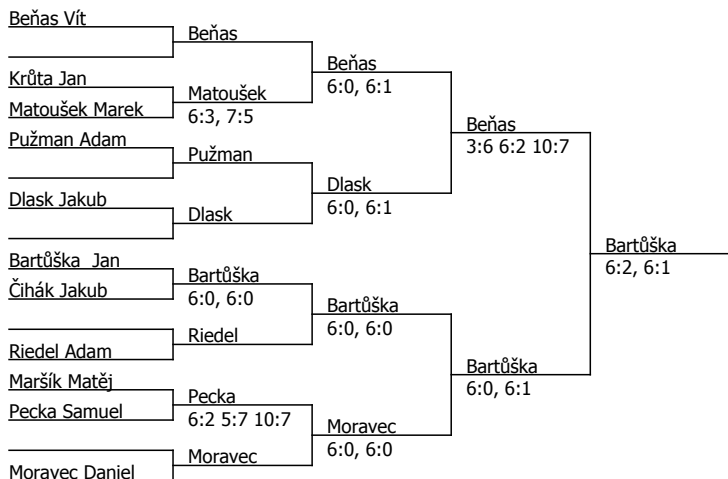 Beňas Vít
Beňas
Krůta Jan
Matoušek Marek
Matoušek
6:3, 7:5
Beňas
6:0, 6:1
Pužman Adam
Pužman
Dlask Jakub
Dlask
Dlask
6:0, 6:1
Beňas
3:6 6:2 10:7
Bartůška Jan
Čihák Jakub
Bartůška
6:0, 6:0
Riedel Adam
Riedel
Bartůška
6:0, 6:0
Maršík Matěj
Pecka Samuel
Pecka
6:2 5:7 10:7
Moravec Daniel
Moravec
Moravec
6:0, 6:0
Bartůška
6:0, 6:1
Bartůška
6:2, 6:1